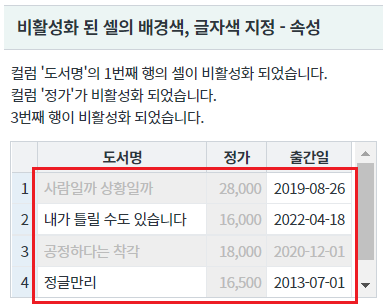 비활성화 된 셀의 배경색, 글자색 지정 - 속성
컬럼 '도서명'의 1번째 행의 셀이 비활성화 되었습니다.
컬럼 '정가'가 비활성화 되었습니다.
3번째 행이 비활성화 되었습니다.
도서명 정가 출간일
1 사람일까 상황일까 28,000 2019-08-26
2 내가 틀릴 수도 있습니다 16,000 2022-04-18
3 공정하다는 착각 18,000 2020-12-01
4 정글만리 16,500 2013-07-01